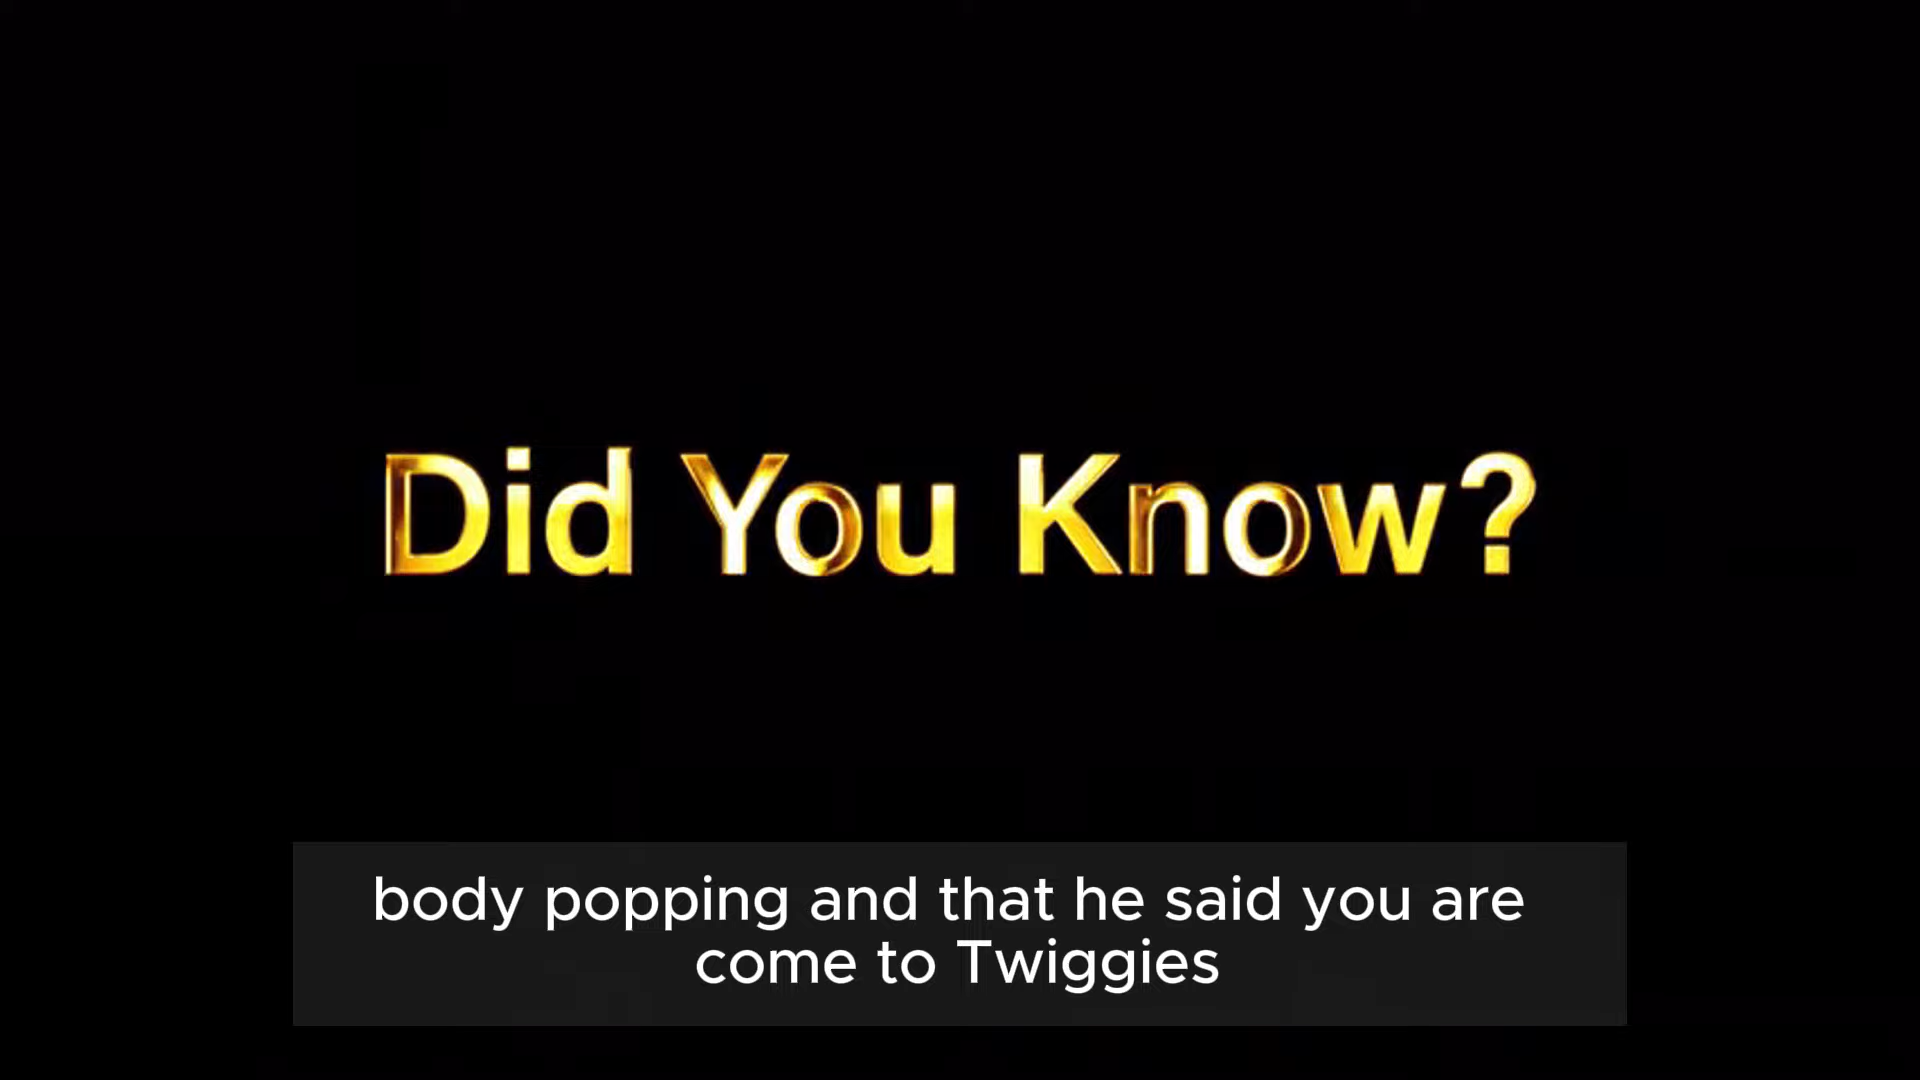 Did You Know?
body popping and that he said you are
come to Twiggies